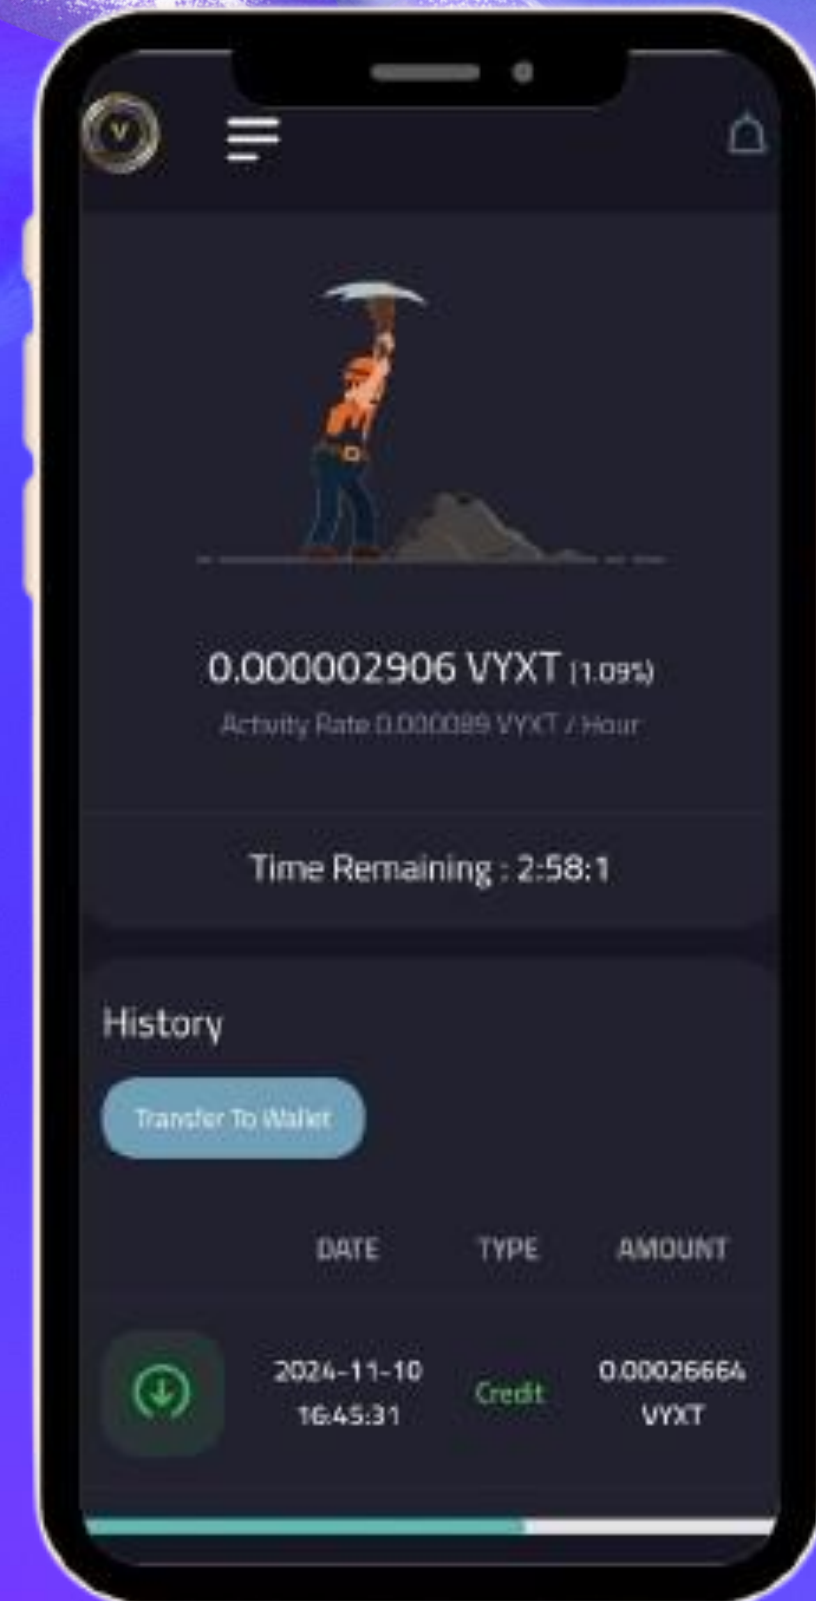 V
0.000002906 VYXT (1.09%)
Activity Rate 0.000089 VYXT / Hour
Time Remaining : 2:58:1
History
Transfer To Wallet
DATE TYPE AMOUNT
2024-11-10
16:45:31
Credit
0.00026664
VYXT